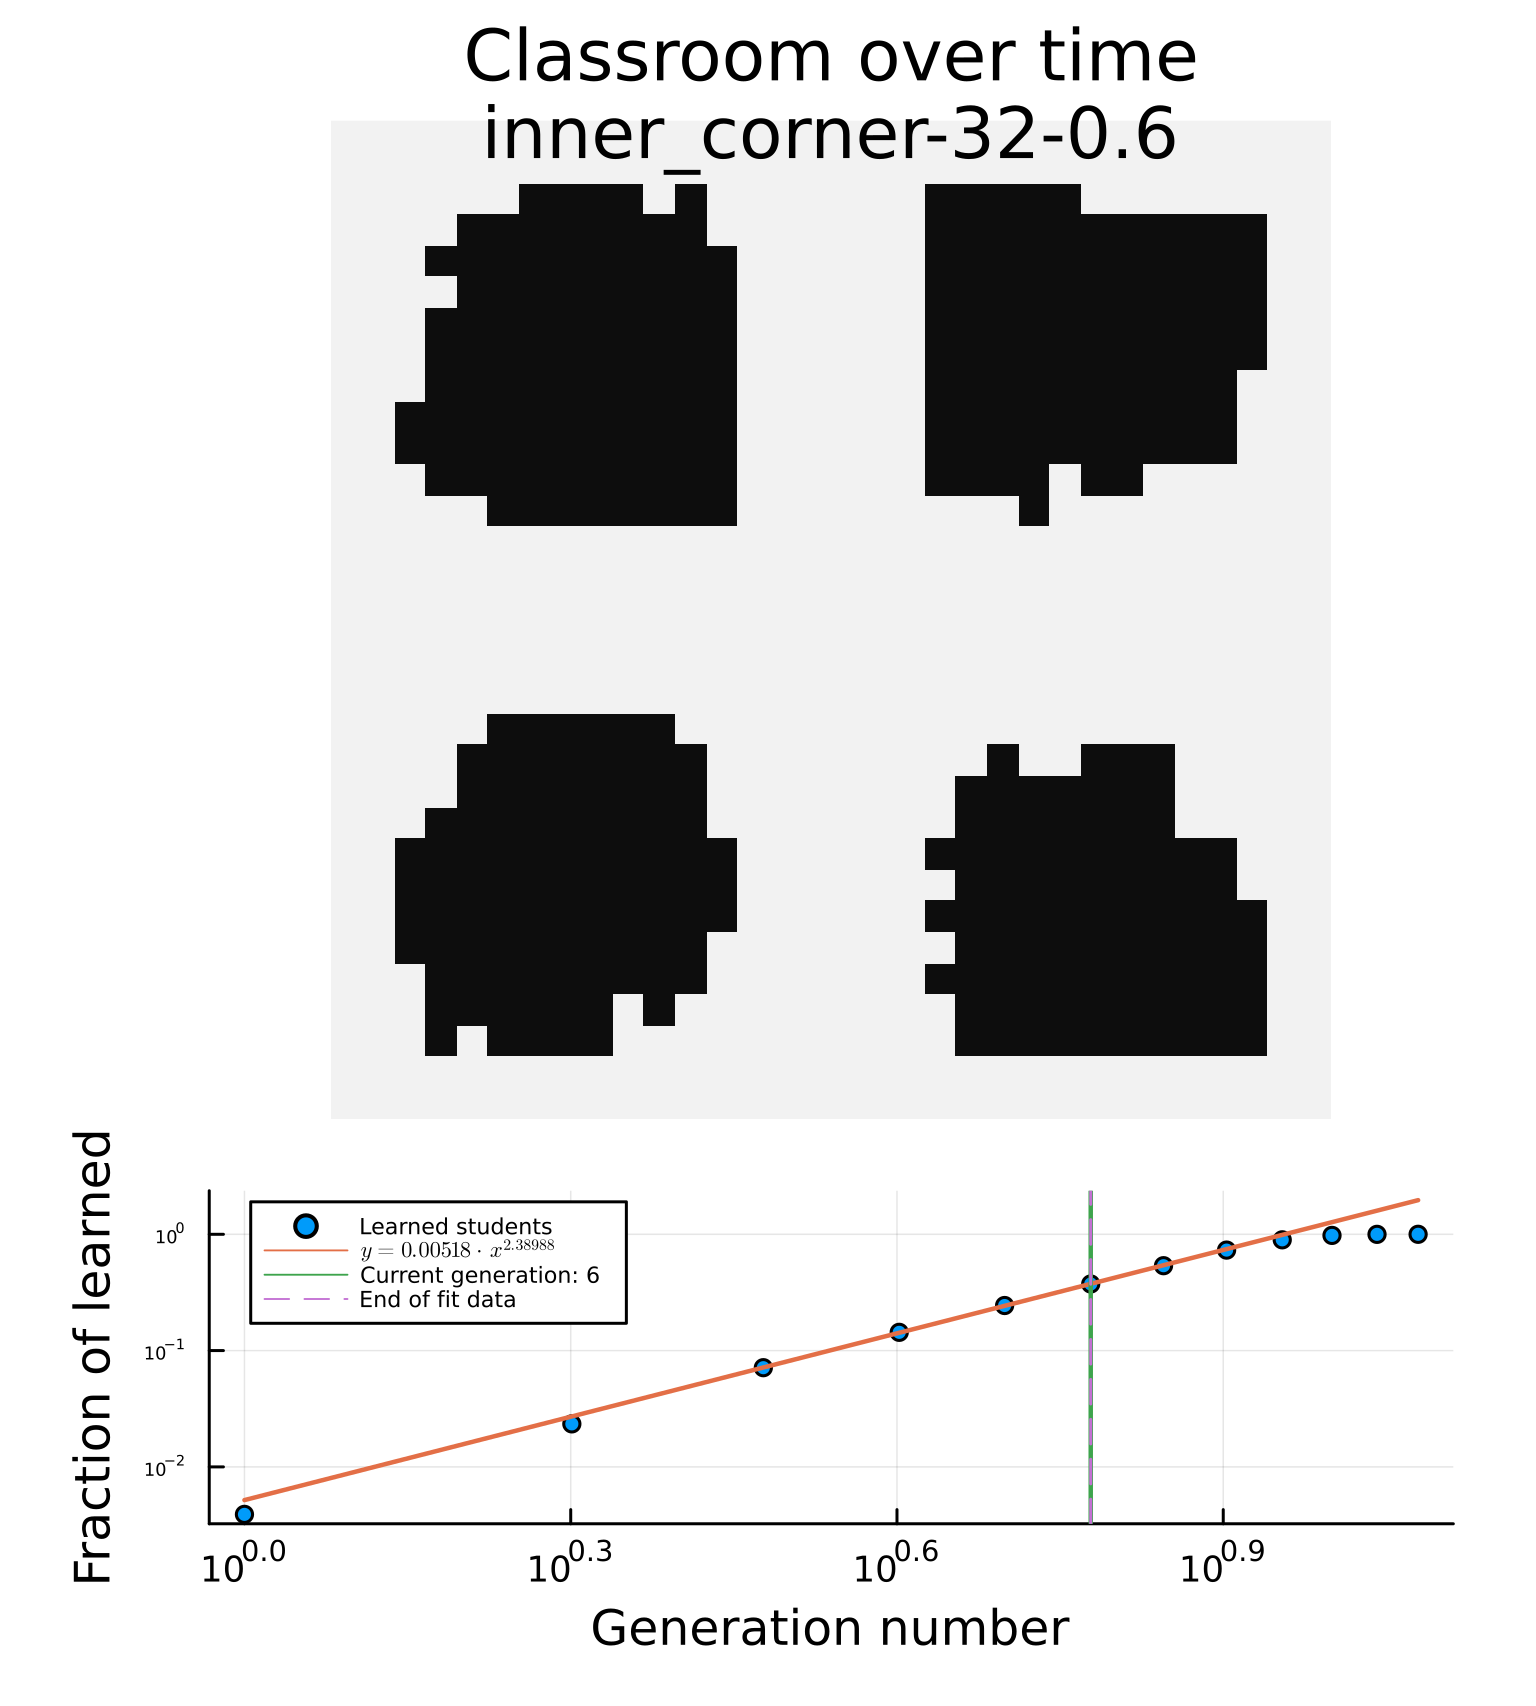 Classroom over time
inner_corner-32-0.6
Fraction of learned
10^0
10^−1
10^−2
Learned students
y = 0.00518 · x^2.38988
Current generation: 6
End of fit data
10^0.0 10^0.3 10^0.6 10^0.9
Generation number